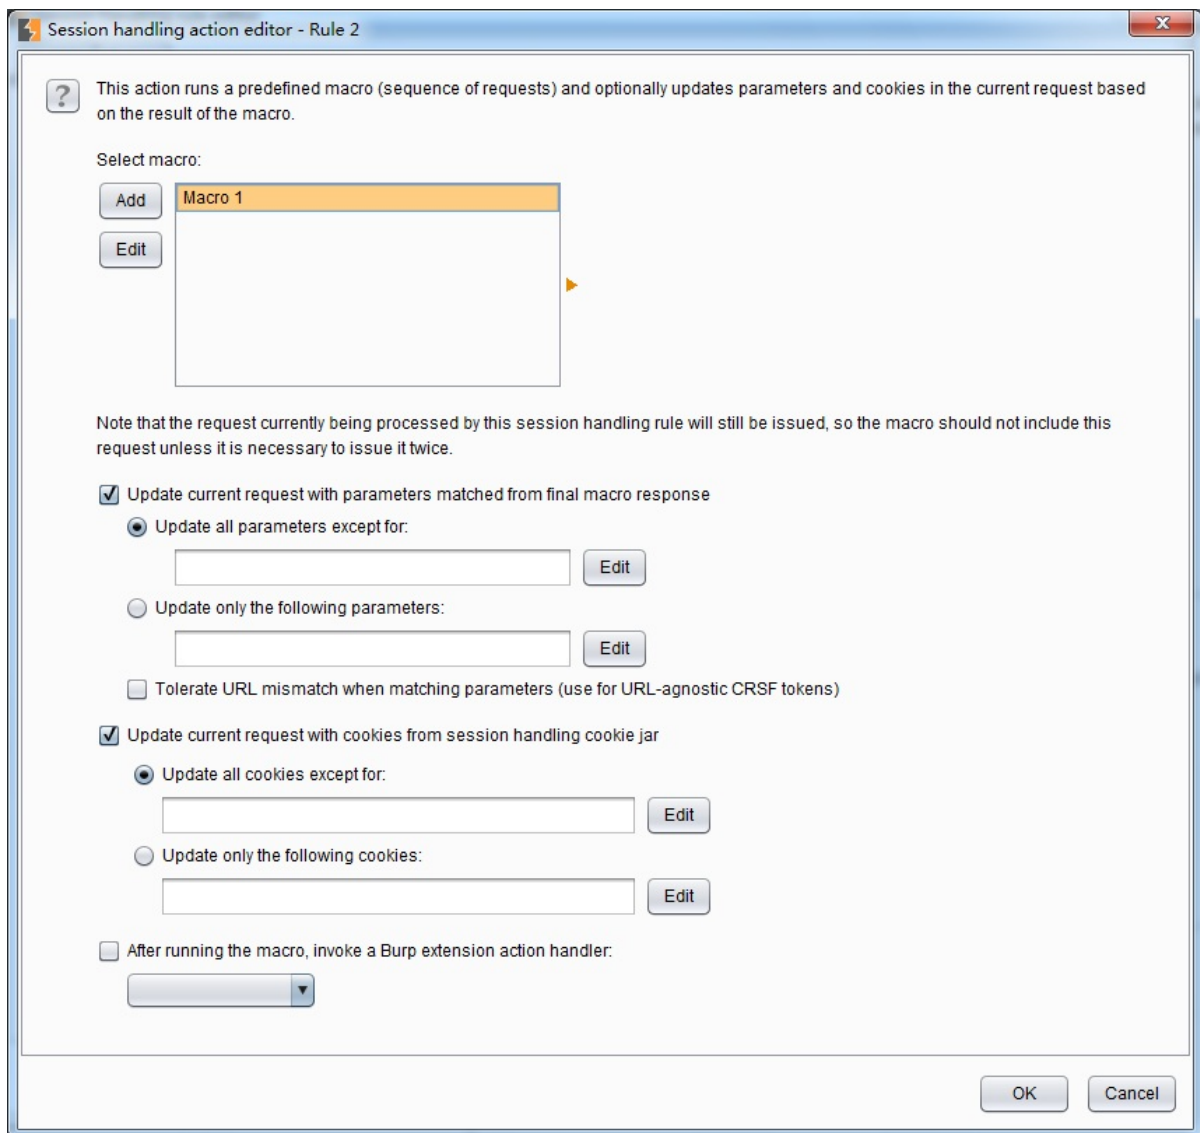 Session handling action editor - Rule 2
This action runs a predefined macro (sequence of requests) and optionally updates parameters and cookies in the current request based
on the result of the macro.
Select macro:
Add
Macro 1
Edit
Note that the request currently being processed by this session handling rule will still be issued, so the macro should not include this
request unless it is necessary to issue it twice.
Update current request with parameters matched from final macro response
Update all parameters except for:
Edit
Update only the following parameters:
Edit
Tolerate URL mismatch when matching parameters (use for URL-agnostic CRSF tokens)
Update current request with cookies from session handling cookie jar
Update all cookies except for:
Edit
Update only the following cookies:
Edit
After running the macro, invoke a Burp extension action handler:
OK
Cancel